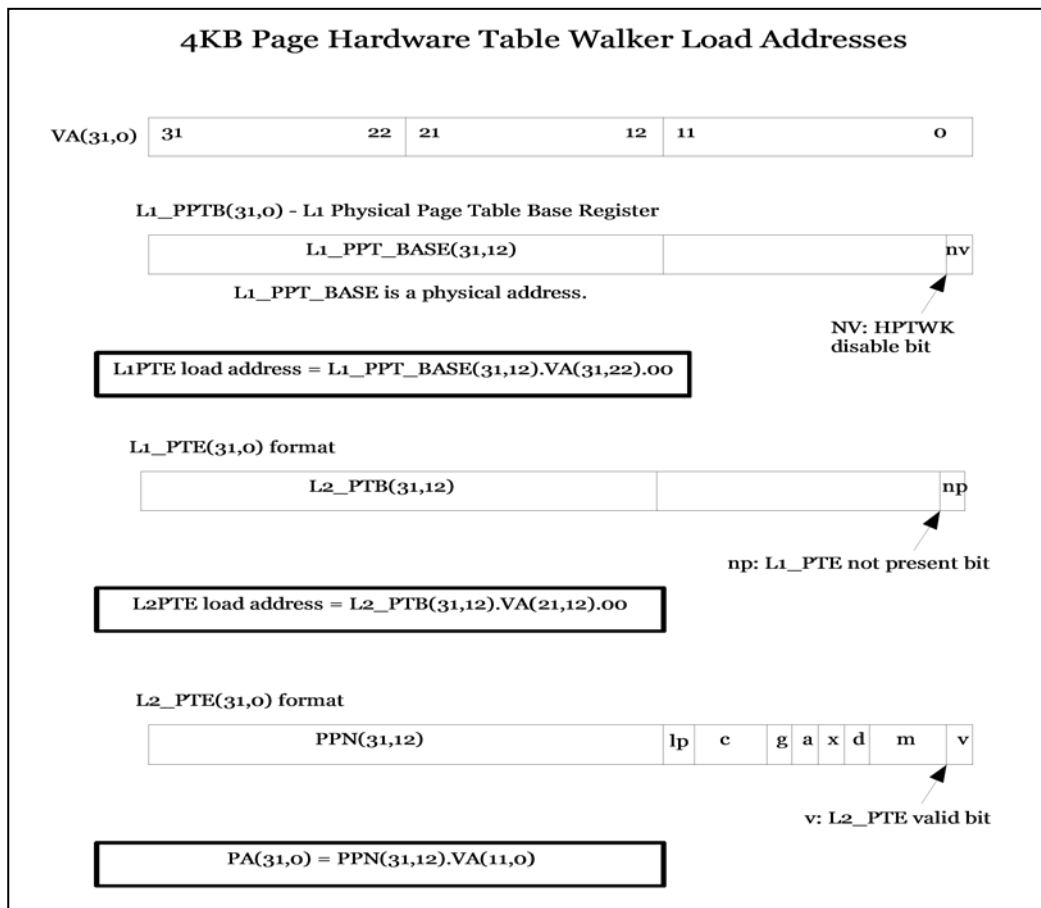 4KB Page Hardware Table Walker Load Addresses
VA(31,0) 31 22 21 12 11 0
L1_PPTB(31,0) - L1 Physical Page Table Base Register
L1_PPT_BASE(31,12) nv
L1_PPT_BASE is a physical address.
NV: HPTWK
disable bit
L1PTE load address = L1_PPT_BASE(31,12).VA(31,22).00
L1_PTE(31,0) format
L2_PTB(31,12) np
np: L1_PTE not present bit
L2PTE load address = L2_PTB(31,12).VA(21,12).00
L2_PTE(31,0) format
PPN(31,12) lp c g a x d m v
v: L2_PTE valid bit
PA(31,0) = PPN(31,12).VA(11,0)